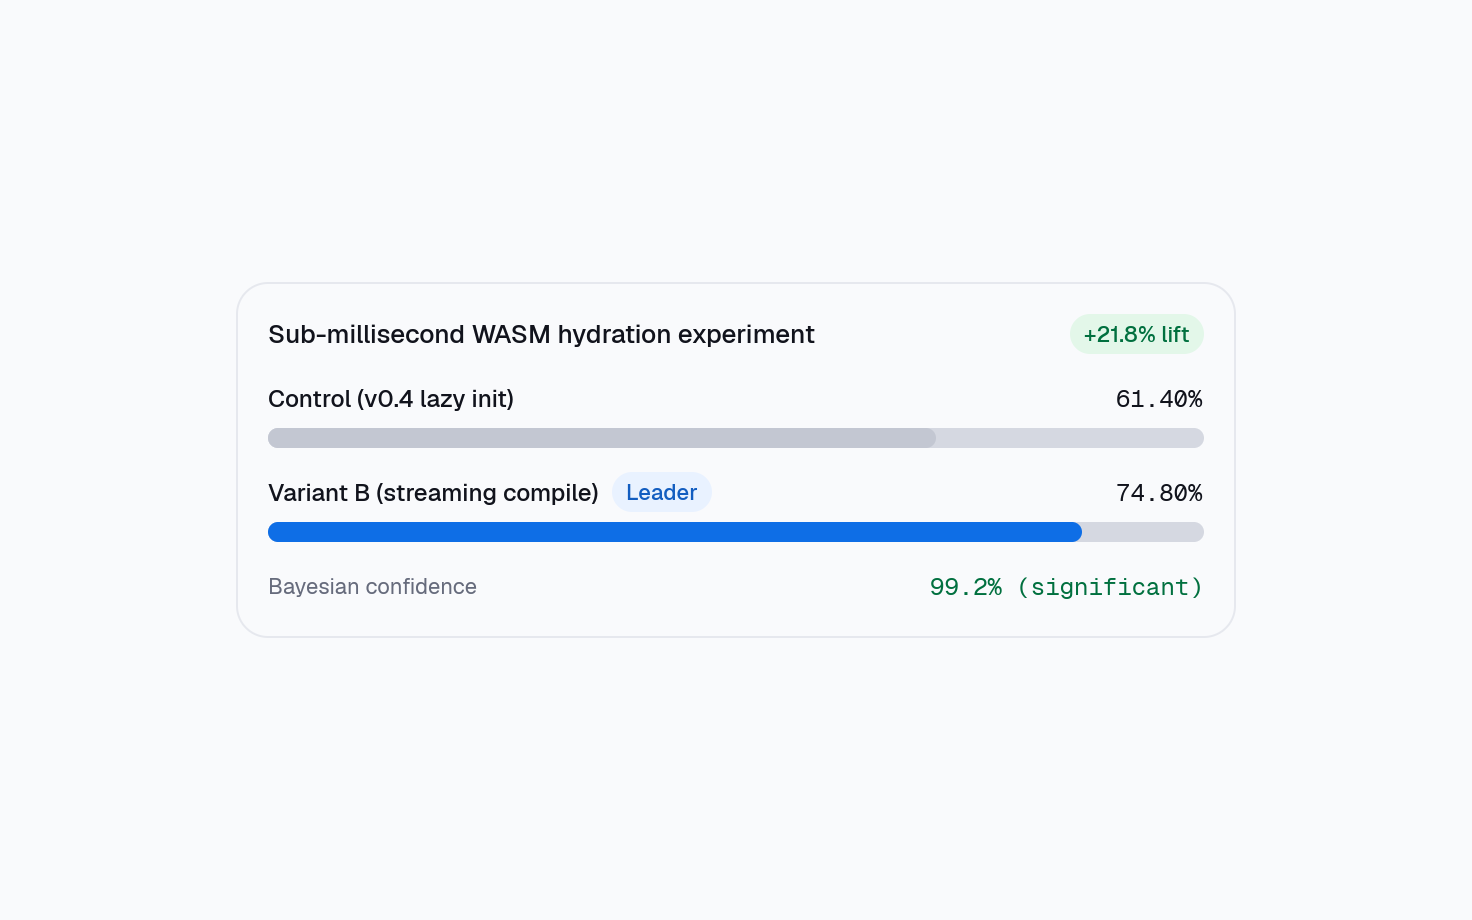 Sub-millisecond WASM hydration experiment +21.8% lift
Control (v0.4 lazy init) 61.40%
Variant B (streaming compile) Leader 74.80%
Bayesian confidence 99.2% (significant)